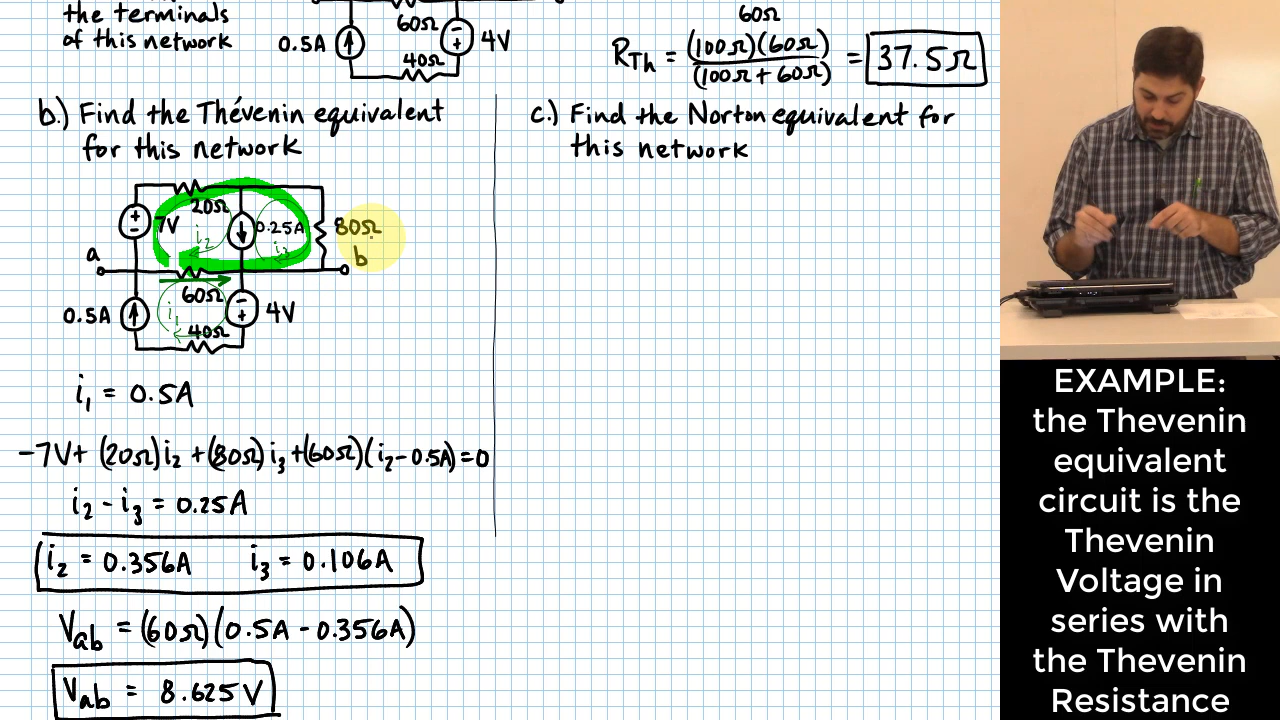 the terminals
of this network
0.5A
60Ω
40Ω
4V
60Ω
R_Th = (100Ω)(60Ω) / (100Ω + 60Ω) = 37.5Ω
b.) Find the Thévenin equivalent
for this network
20Ω
7V
0.25A
80Ω
i2
i3
a
b
60Ω
0.5A
i1
4V
40Ω
i1 = 0.5A
-7V + (20Ω)i2 + (80Ω)i3 + (60Ω)(i2 - 0.5A) = 0
i2 - i3 = 0.25A
i2 = 0.356A i3 = 0.106A
Vab = (60Ω)(0.5A - 0.356A)
Vab = 8.625V
c.) Find the Norton equivalent for
this network
EXAMPLE:
the Thevenin
equivalent
circuit is the
Thevenin
Voltage in
series with
the Thevenin
Resistance